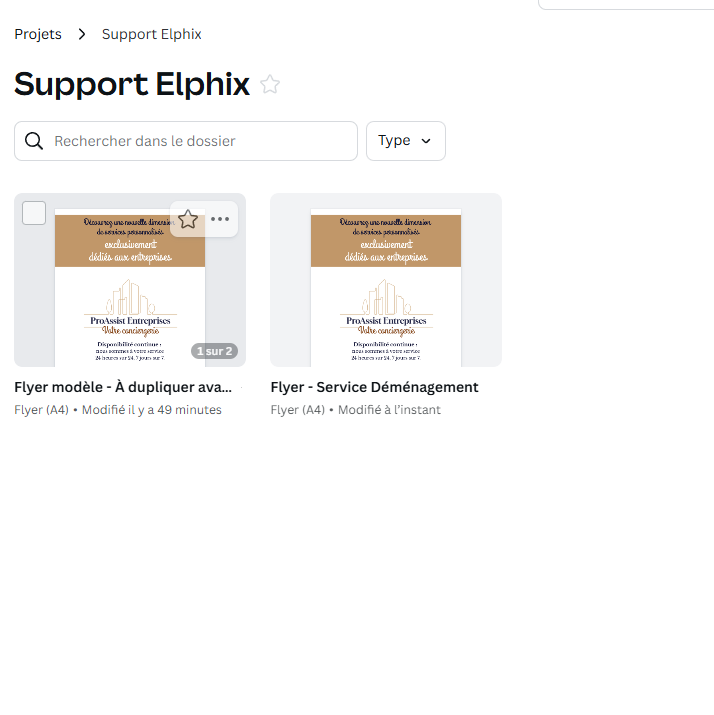 Projets > Support Elphix
Support Elphix
Rechercher dans le dossier
Type
Découvrez une nouvelle dimension
de services personnalisés
exclusivement
dédiés aux entreprises
ProAssist Entreprises
Votre conciergerie
Disponibilité continue :
nous sommes à votre service
24 heures sur 24, 7 jours sur 7.
1 sur 2
Flyer modèle - À dupliquer ava...
Flyer (A4) • Modifié il y a 49 minutes
Découvrez une nouvelle dimension
de services personnalisés
exclusivement
dédiés aux entreprises
ProAssist Entreprises
Votre conciergerie
Disponibilité continue :
nous sommes à votre service
24 heures sur 24, 7 jours sur 7.
Flyer - Service Déménagement
Flyer (A4) • Modifié à l’instant